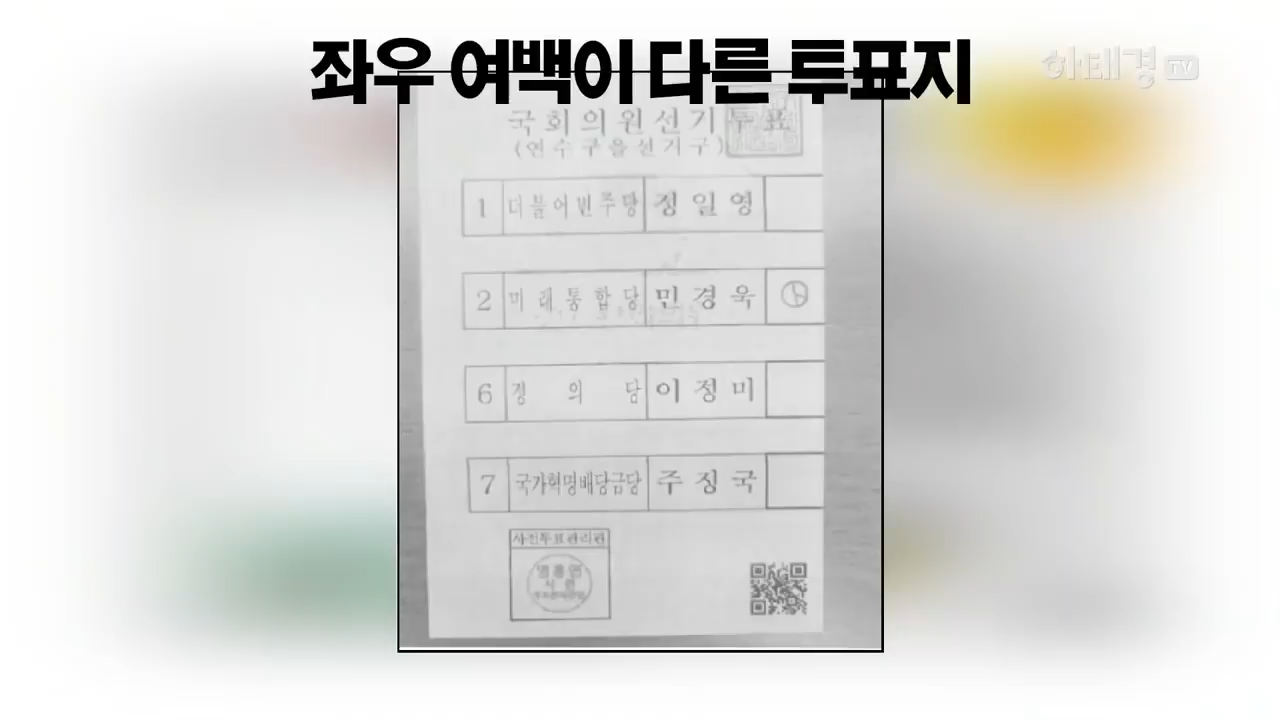 좌우 여백이 다른 투표지
하태경 TV
국회의원선거투표
(연수구을선거구)
1 더불어민주당 정일영
2 미래통합당 민경욱
6 정의당 이정미
7 국가혁명배당금당 주정국
사전투표관리관